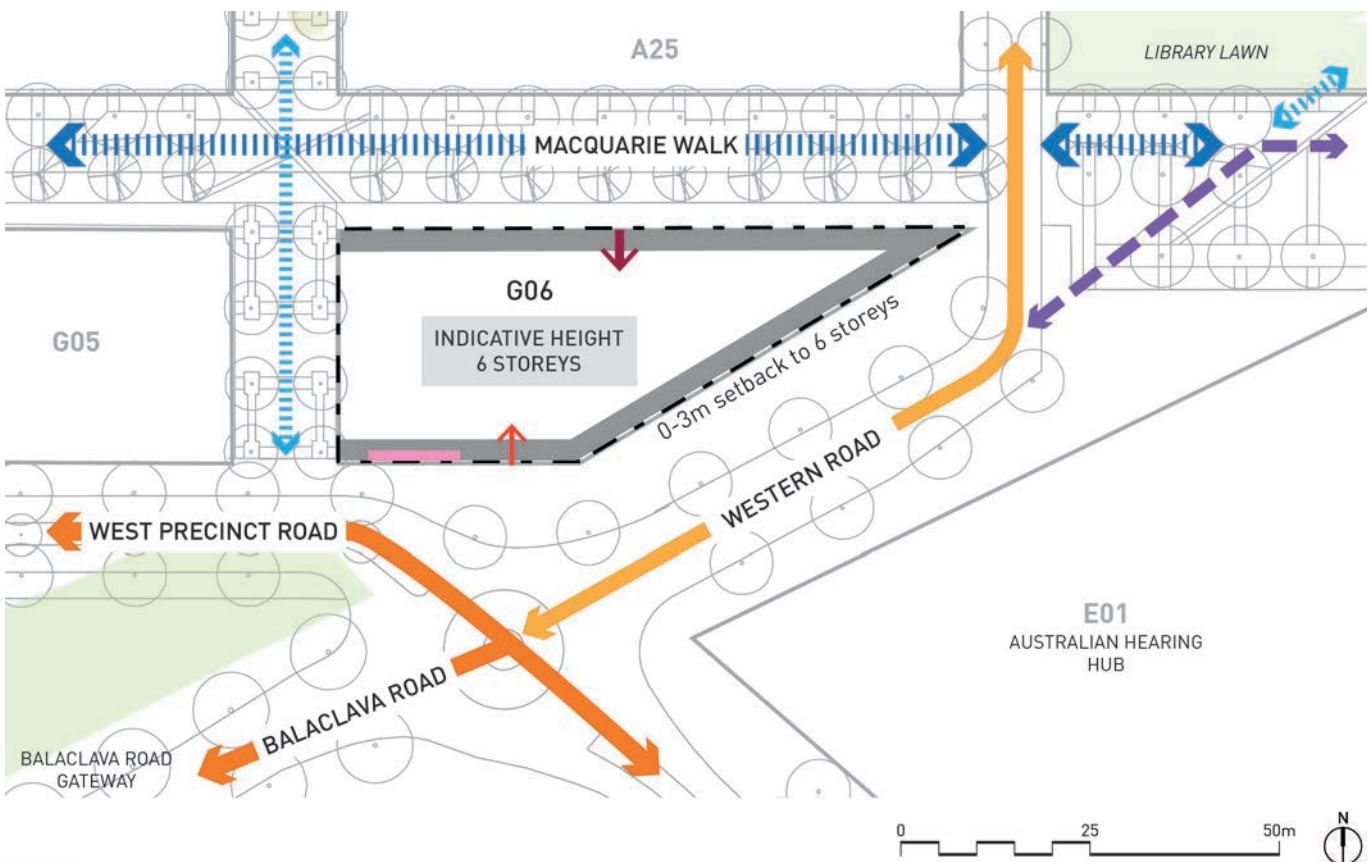 A25
LIBRARY LAWN
MACQUARIE WALK
G06
INDICATIVE HEIGHT
6 STOREYS
G05
0-3m setback to 6 storeys
WESTERN ROAD
WEST PRECINCT ROAD
E01
AUSTRALIAN HEARING
HUB
BALACLAVA ROAD
BALACLAVA ROAD
GATEWAY
0 25 50m
N